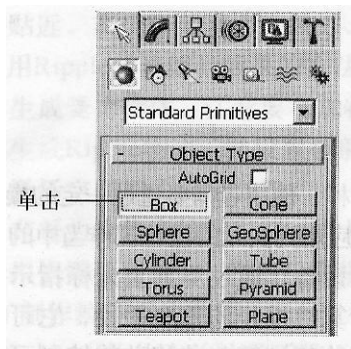 Standard Primitives
- Object Type
AutoGrid
单击 Box Cone
Sphere GeoSphere
Cylinder Tube
Torus Pyramid
Teapot Plane